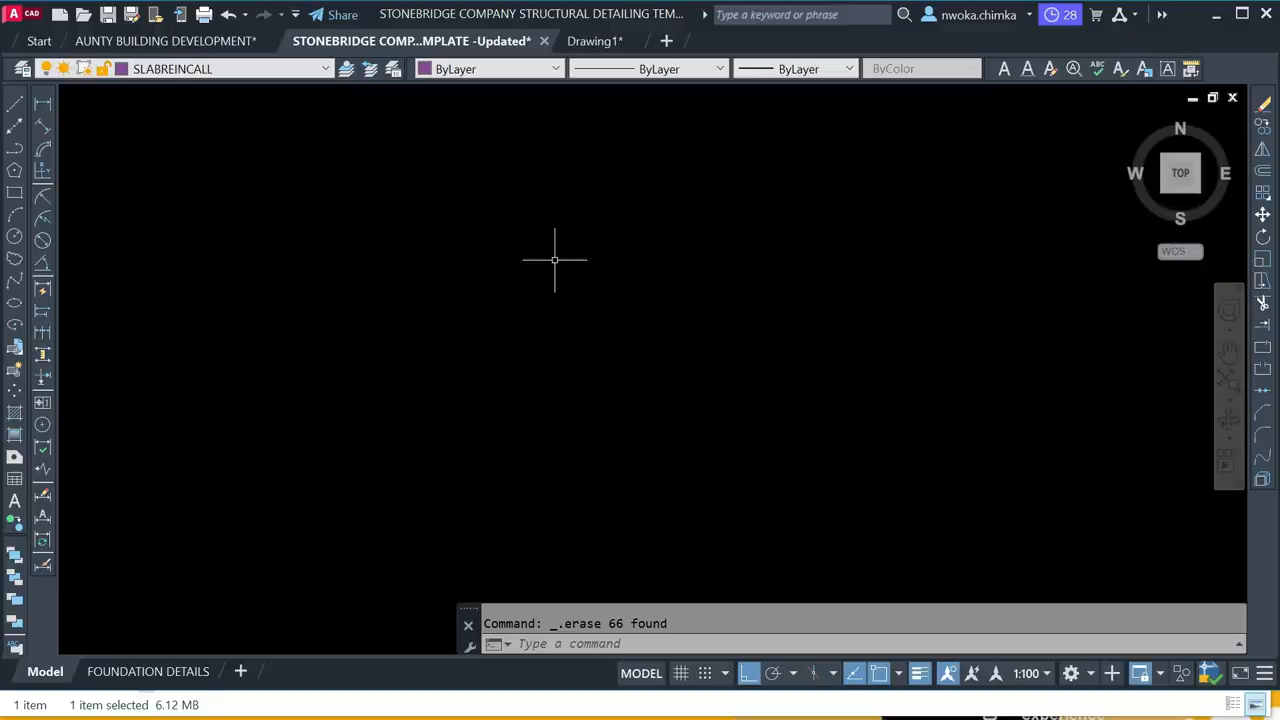 A CAD
Share
STONEBRIDGE COMPANY STRUCTURAL DETAILING TEM...
Type a keyword or phrase
nwoka.chimka
28
Start
AUNTY BUILDING DEVELOPMENT*
STONEBRIDGE COMP...MPLATE -Updated*
Drawing1*
SLABREINCALL
ByLayer
ByLayer
ByLayer
ByColor
N
W
TOP
E
S
WCS
Command: _.erase 66 found
Type a command
Model
FOUNDATION DETAILS
MODEL
1:100
1 item
1 item selected 6.12 MB